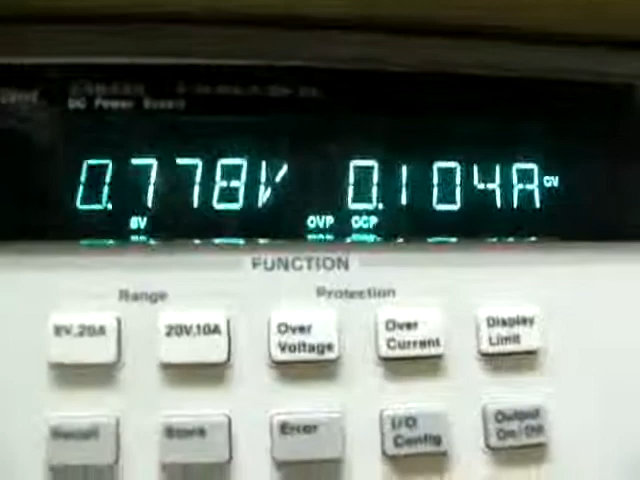 DC Power Supply
0.778V 0.104A CV
8V OVP OCP
FUNCTION
Range Protection
8V,20A 20V,10A Over Voltage Over Current Display Limit
Recall Store Error I/O Config Output On/Off